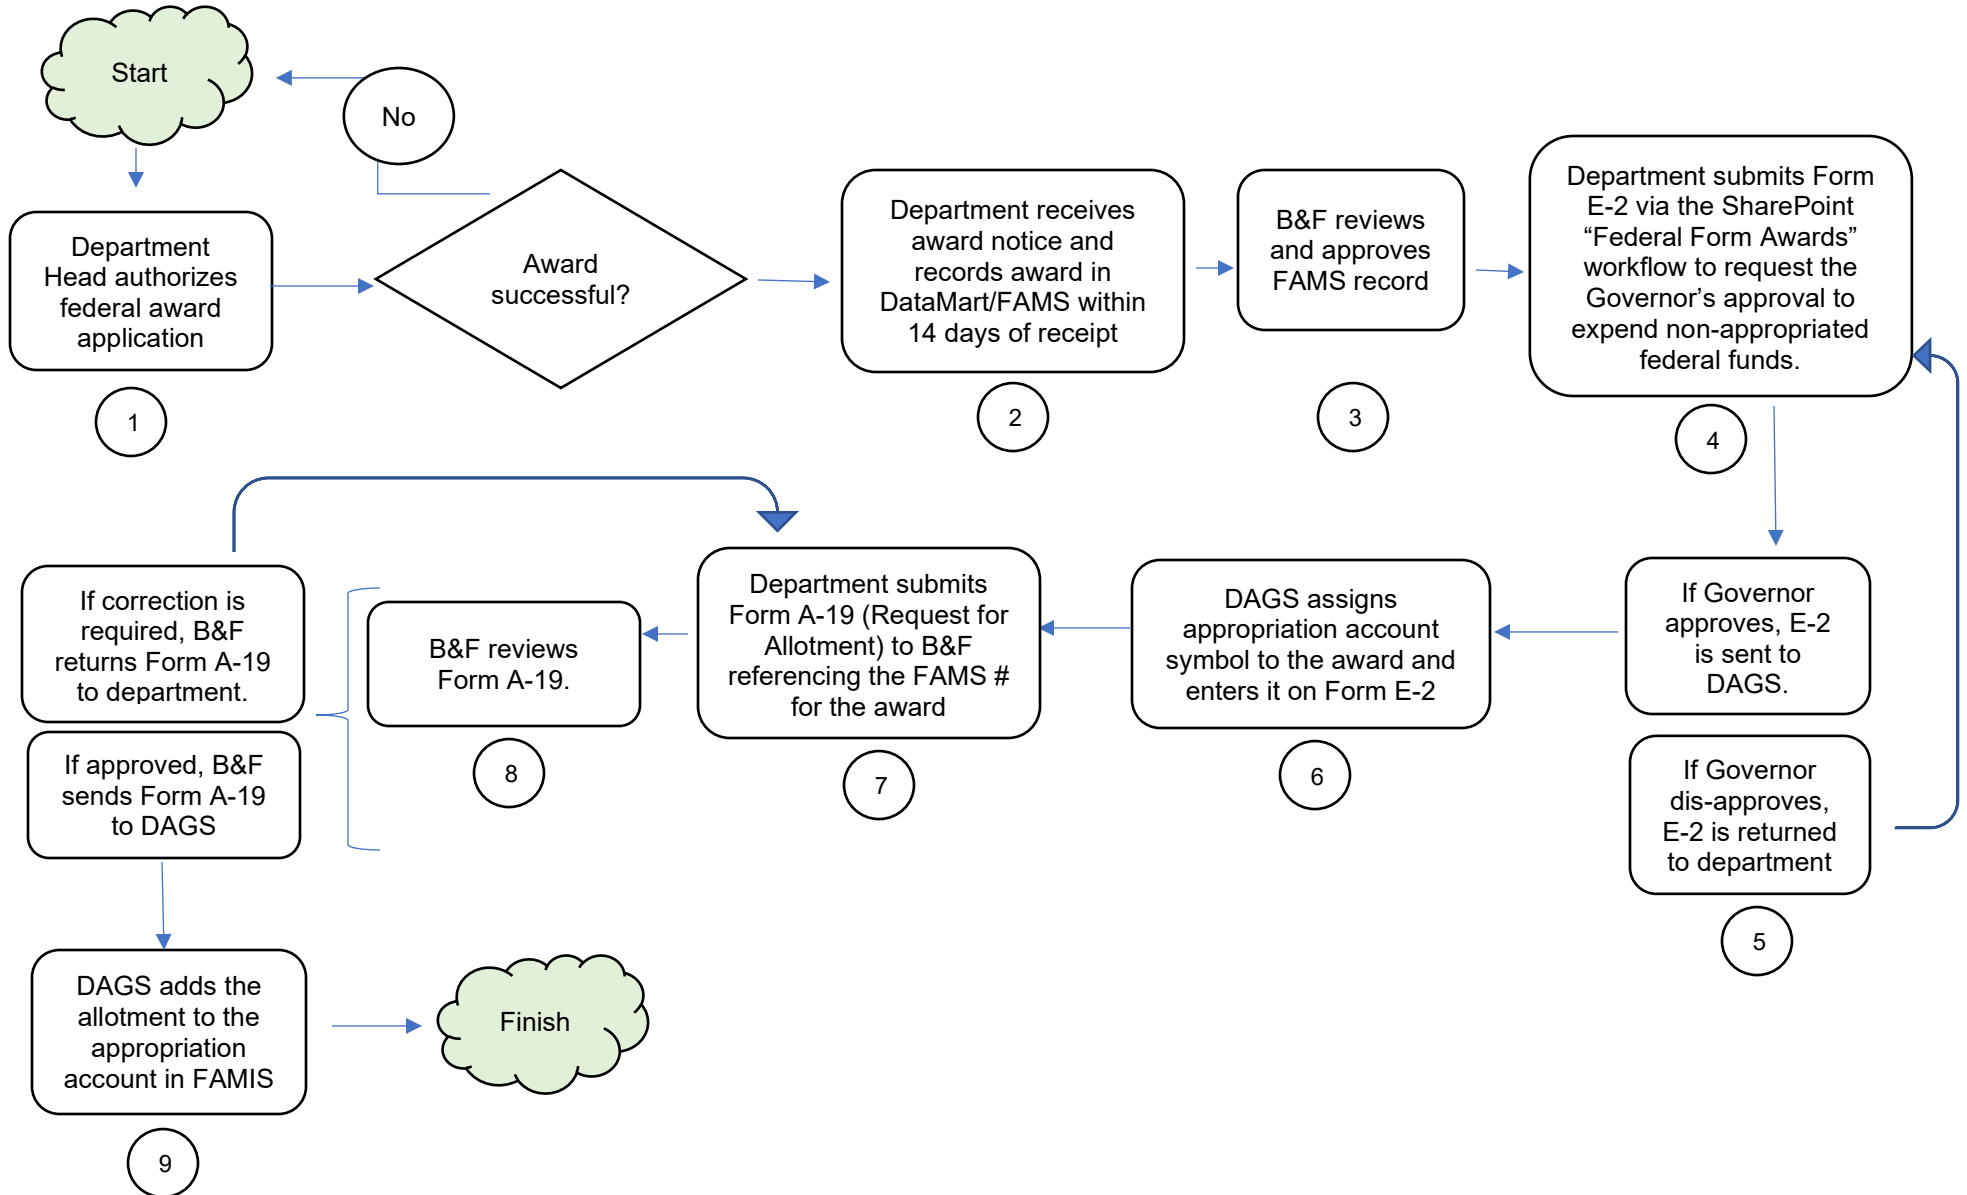 Start
No
Department
Head authorizes
federal award
application
1
Award
successful?
Department receives
award notice and
records award in
DataMart/FAMS within
14 days of receipt
2
B&F reviews
and approves
FAMS record
3
Department submits Form
E-2 via the SharePoint
“Federal Form Awards”
workflow to request the
Governor’s approval to
expend non-appropriated
federal funds.
4
If Governor
approves, E-2
is sent to
DAGS.
If Governor
dis-approves,
E-2 is returned
to department
5
DAGS assigns
appropriation account
symbol to the award and
enters it on Form E-2
6
Department submits
Form A-19 (Request for
Allotment) to B&F
referencing the FAMS #
for the award
7
B&F reviews
Form A-19.
8
If correction is
required, B&F
returns Form A-19
to department.
If approved, B&F
sends Form A-19
to DAGS
DAGS adds the
allotment to the
appropriation
account in FAMIS
9
Finish